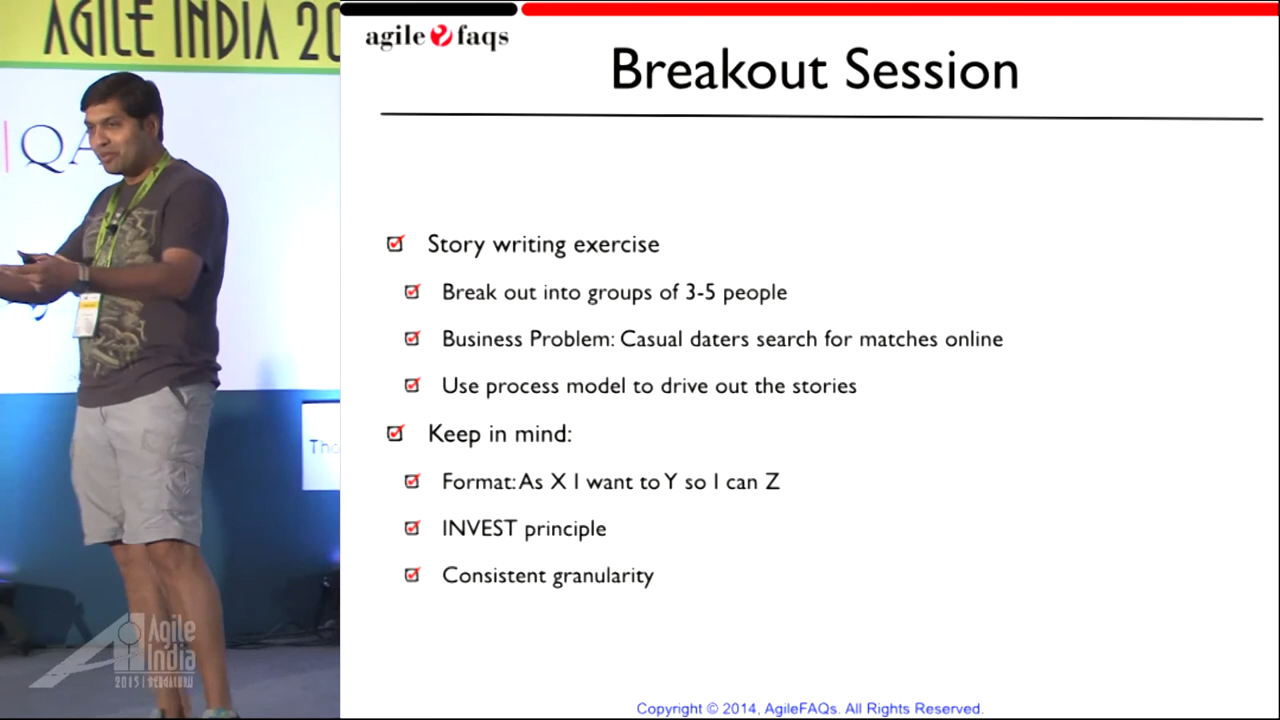 AGILE INDIA 20
QA
Tho
Agile
India
2015 | BENGALURU
agile faqs
Breakout Session
Story writing exercise
Break out into groups of 3-5 people
Business Problem: Casual daters search for matches online
Use process model to drive out the stories
Keep in mind:
Format: As X I want to Y so I can Z
INVEST principle
Consistent granularity
Copyright © 2014, AgileFAQs. All Rights Reserved.